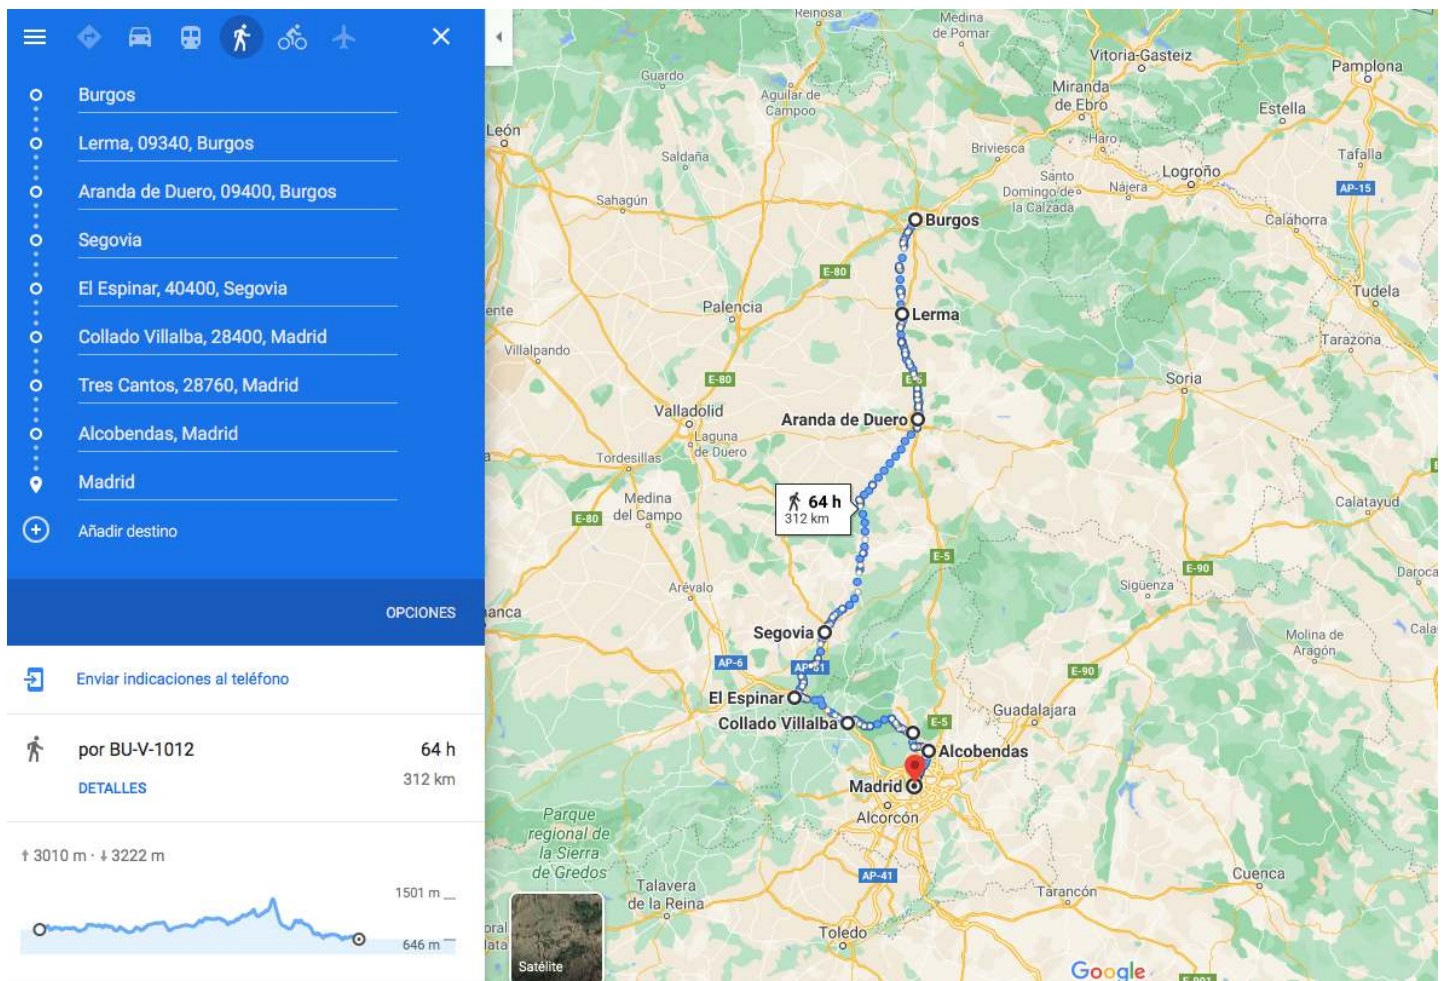 Burgos
Lerma, 09340, Burgos
Aranda de Duero, 09400, Burgos
Segovia
El Espinar, 40400, Segovia
Collado Villalba, 28400, Madrid
Tres Cantos, 28760, Madrid
Alcobendas, Madrid
Madrid
Añadir destino
OPCIONES
Enviar indicaciones al teléfono
por BU-V-1012
64 h
DETALLES
312 km
3010 m · 3222 m
1501 m
646 m
Reinosa
Medina
de Pomar
Vitoria-Gasteiz
Pamplona
Guardo
Aguilar de
Campoo
Miranda
de Ebro
Estella
León
Saldaña
Briviesca
Haro
Logroño
Tafalla
Santo
Domingo de
la Calzada
Nájera
AP-15
Sahagún
Burgos
Calahorra
E-80
Palencia
Lerma
Tudela
Villalpando
Tarazona
E-80
E-5
Soria
Valladolid
Aranda de Duero
Laguna
de Duero
Tordesillas
Medina
del Campo
E-80
64 h
312 km
Calatayud
E-5
E-90
Sigüenza
Daroca
Arévalo
Segovia
Molina de
Aragón
AP-6
AP-61
E-90
El Espinar
Guadalajara
Collado Villalba
E-5
Alcobendas
Madrid
Alcorcón
Parque
regional de
la Sierra
de Gredos
AP-41
Cuenca
Talavera
de la Reina
Tarancón
Toledo
Satélite
Google